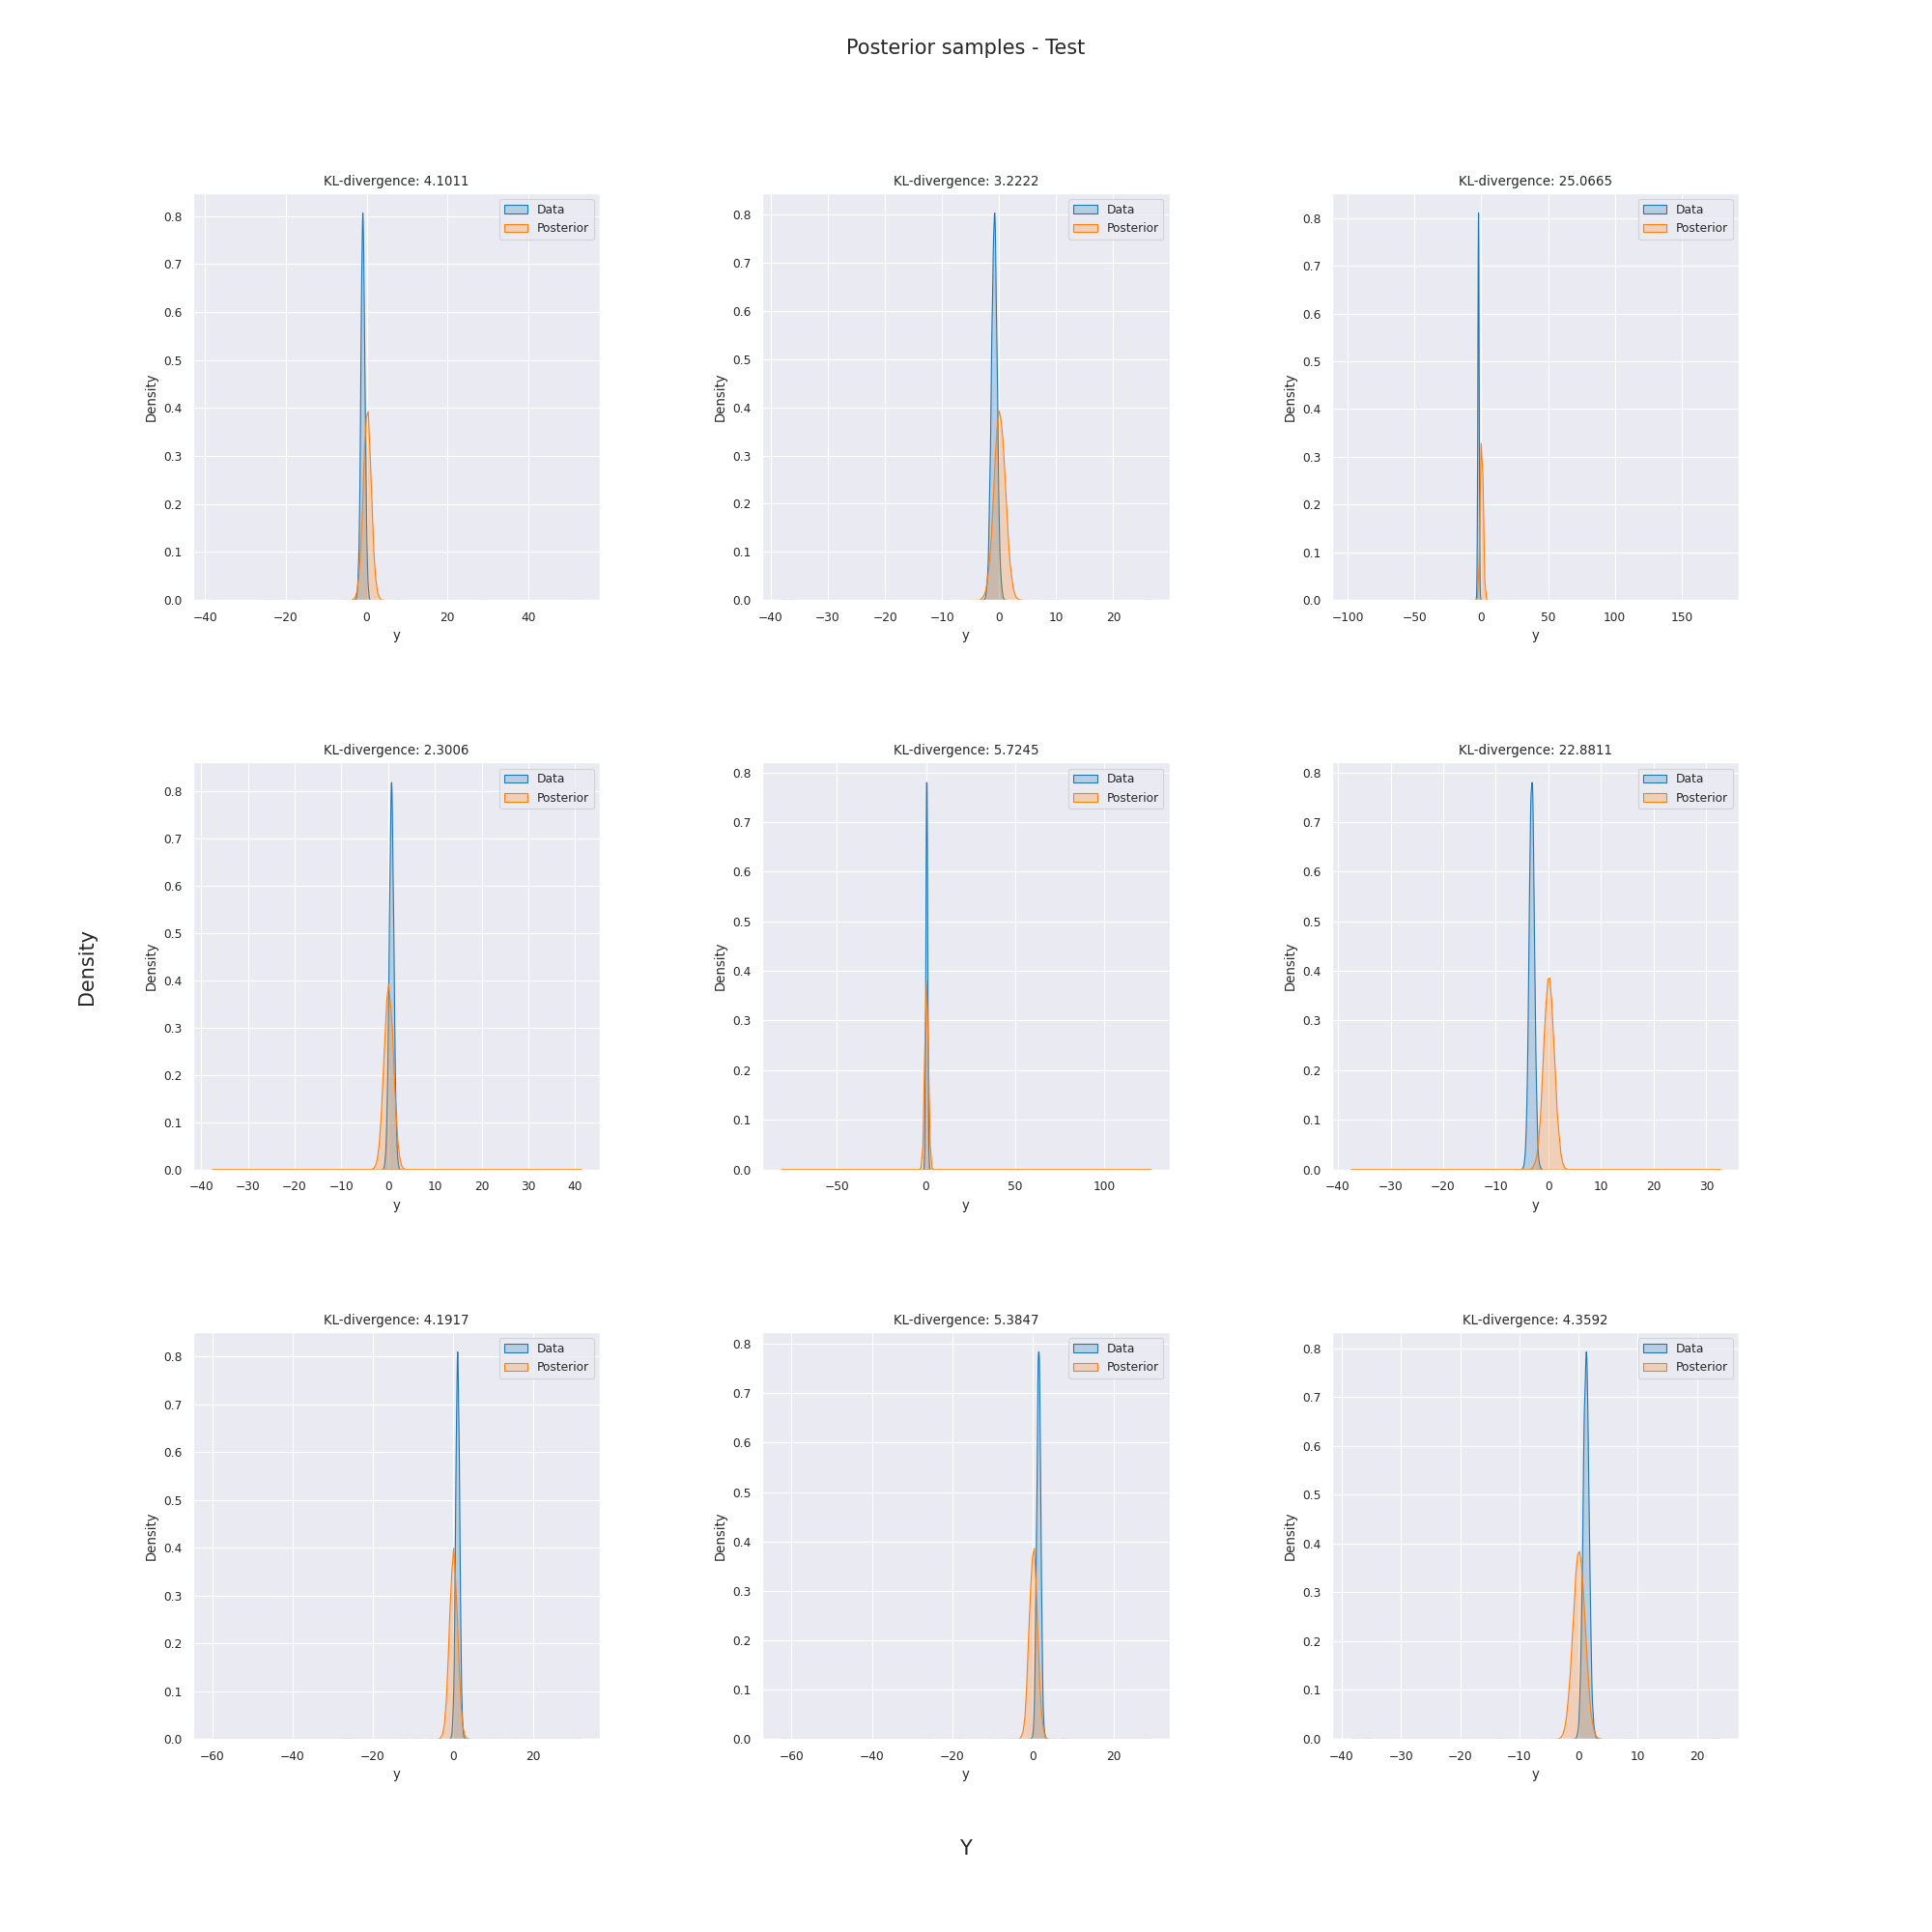 Posterior samples - Test
KL-divergence: 4.1011
Data
Posterior
0.8
0.7
0.6
0.5
0.4
0.3
0.2
0.1
0.0
Density
−40 −20 0 20 40
y
KL-divergence: 3.2222
Data
Posterior
0.8
0.7
0.6
0.5
0.4
0.3
0.2
0.1
0.0
Density
−40 −30 −20 −10 0 10 20
y
KL-divergence: 25.0665
Data
Posterior
0.8
0.7
0.6
0.5
0.4
0.3
0.2
0.1
0.0
Density
−100 −50 0 50 100 150
y
Density
KL-divergence: 2.3006
Data
Posterior
0.8
0.7
0.6
0.5
0.4
0.3
0.2
0.1
0.0
Density
−40 −30 −20 −10 0 10 20 30 40
y
KL-divergence: 5.7245
Data
Posterior
0.8
0.7
0.6
0.5
0.4
0.3
0.2
0.1
0.0
Density
−50 0 50 100
y
KL-divergence: 22.8811
Data
Posterior
0.8
0.7
0.6
0.5
0.4
0.3
0.2
0.1
0.0
Density
−40 −30 −20 −10 0 10 20 30
y
KL-divergence: 4.1917
Data
Posterior
0.8
0.7
0.6
0.5
0.4
0.3
0.2
0.1
0.0
Density
−60 −40 −20 0 20
y
KL-divergence: 5.3847
Data
Posterior
0.8
0.7
0.6
0.5
0.4
0.3
0.2
0.1
0.0
Density
−60 −40 −20 0 20
y
KL-divergence: 4.3592
Data
Posterior
0.8
0.7
0.6
0.5
0.4
0.3
0.2
0.1
0.0
Density
−40 −30 −20 −10 0 10 20
y
Y